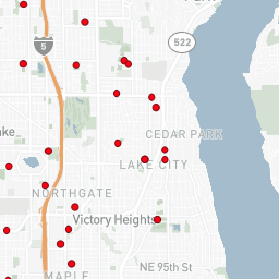 5
522
CEDAR PARK
LAKE CITY
NORTHGATE
Victory Heights
NE 95th St
MAPLE